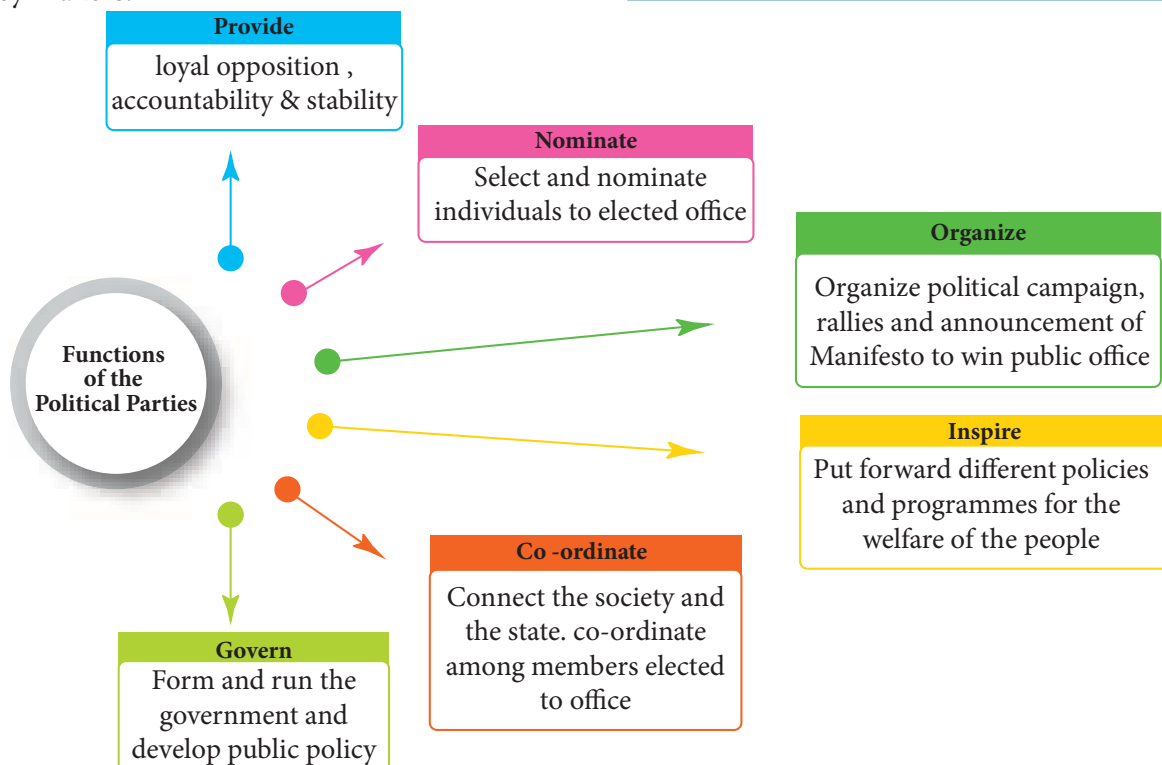 Provide
loyal opposition ,
accountability & stability
Nominate
Select and nominate
individuals to elected office
Organize
Organize political campaign,
rallies and announcement of
Manifesto to win public office
Functions
of the
Political Parties
Inspire
Put forward different policies
and programmes for the
welfare of the people
Co -ordinate
Connect the society and
the state. co-ordinate
among members elected
to office
Govern
Form and run the
government and
develop public policy